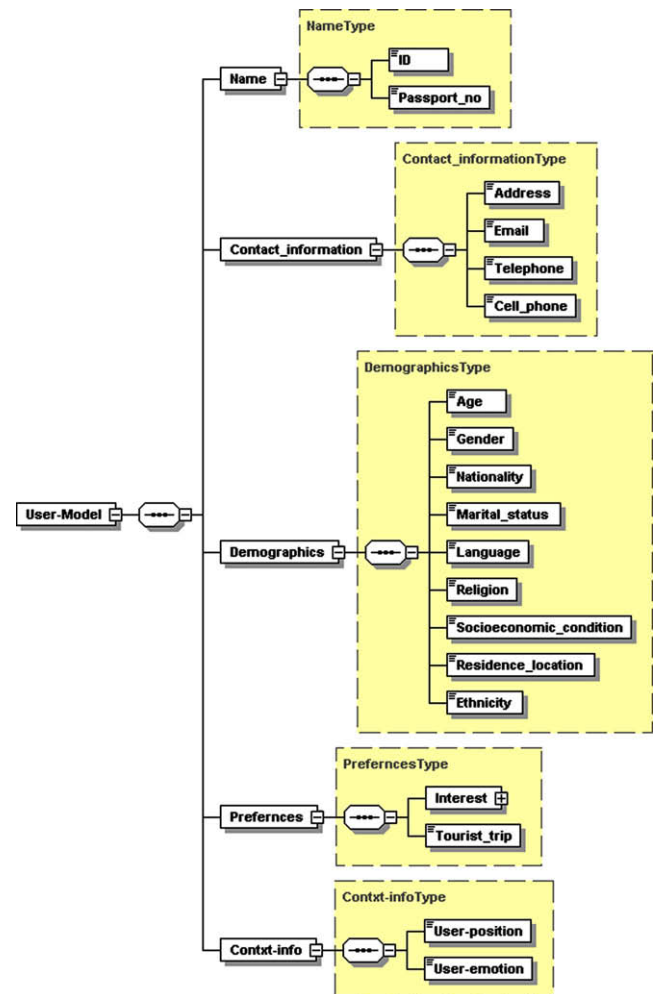 NameType
ID
Name
Passport_no
Contact_informationType
Address
Email
Contact_information
Telephone
Cell_phone
DemographicsType
Age
Gender
Nationality
User-Model
Marital_status
Demographics
Language
Religion
Socioeconomic_condition
Residence_location
Ethnicity
PreferncesType
Interest
Prefernces
Tourist_trip
Contxt-infoType
User-position
Contxt-info
User-emotion